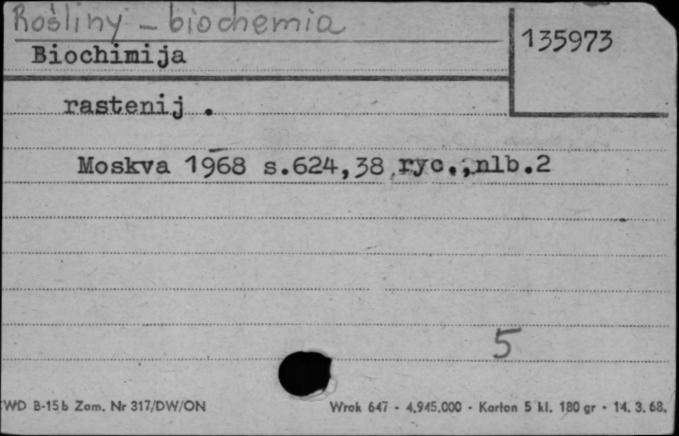 Rośliny - biochemia
135973
Biochimija
rastenij .
Moskva 1968 s.624,38 ryc.,nlb.2
5
WD B-15b Zam. Nr 317/DW/ON Wrok 647 - 4.945.000 - Karton 5 kl. 180 gr - 14. 3. 68.